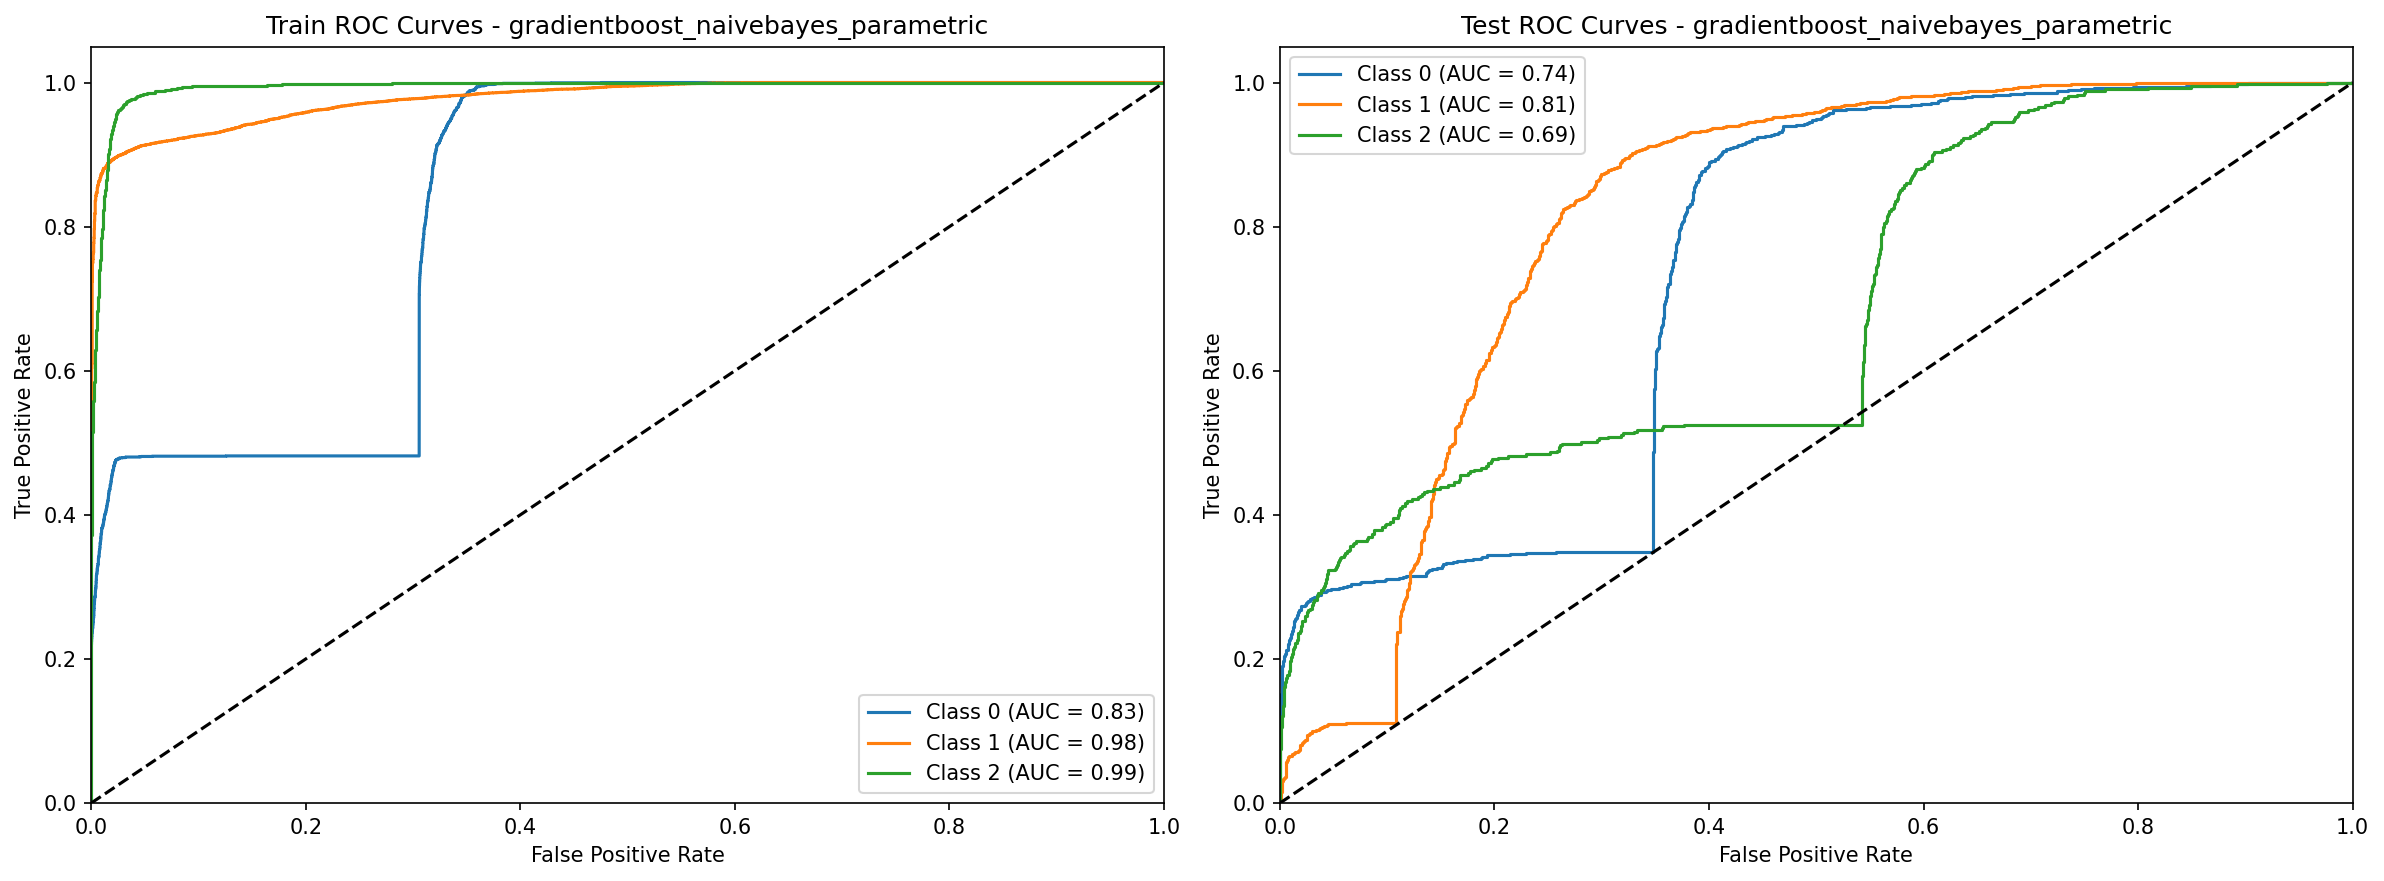 Train ROC Curves - gradientboost_naivebayes_parametric
True Positive Rate
1.0
0.8
0.6
0.4
0.2
0.0
Class 0 (AUC = 0.83)
Class 1 (AUC = 0.98)
Class 2 (AUC = 0.99)
0.0 0.2 0.4 0.6 0.8 1.0
False Positive Rate
Test ROC Curves - gradientboost_naivebayes_parametric
Class 0 (AUC = 0.74)
Class 1 (AUC = 0.81)
Class 2 (AUC = 0.69)
True Positive Rate
1.0
0.8
0.6
0.4
0.2
0.0
0.0 0.2 0.4 0.6 0.8 1.0
False Positive Rate